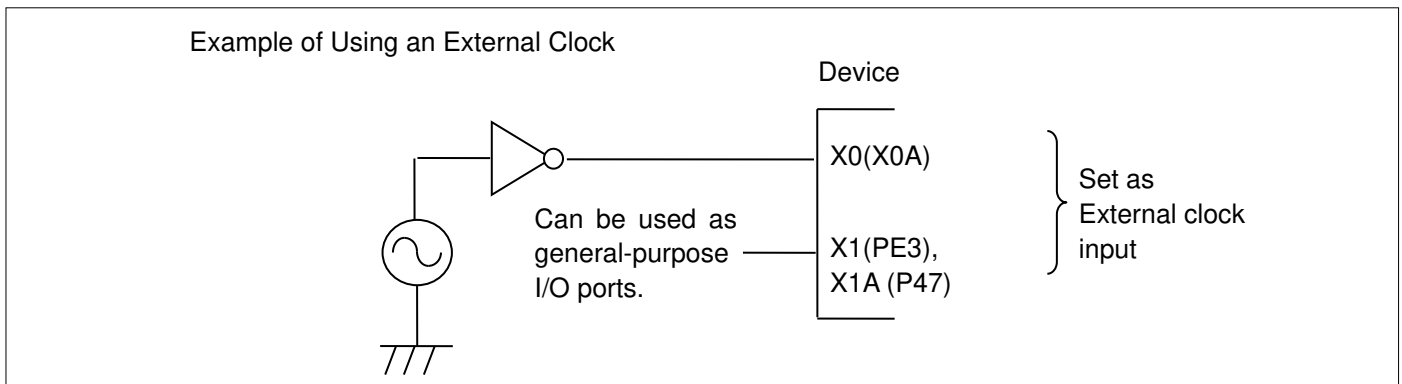 Example of Using an External Clock
Device
X0(X0A)
Can be used as
general-purpose
I/O ports.
X1(PE3),
X1A (P47)
Set as
External clock
input